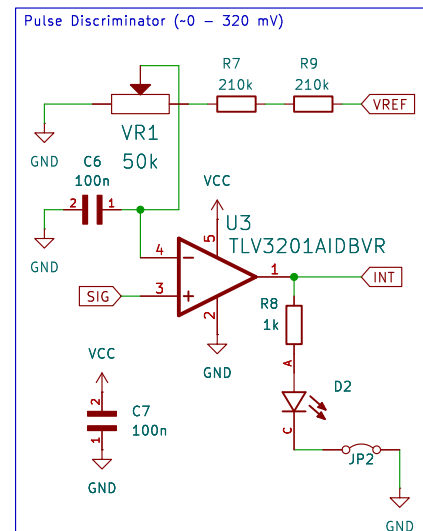 Pulse Discriminator (~0 – 320 mV)
R7
210k
R9
210k
VREF
VR1
50k
GND
C6
100n
2
1
GND
VCC
U3
TLV3201AIDBVR
5
4
1
INT
SIG
3
2
R8
1k
GND
VCC
A
D2
2
C7
100n
1
C
JP2
GND
GND